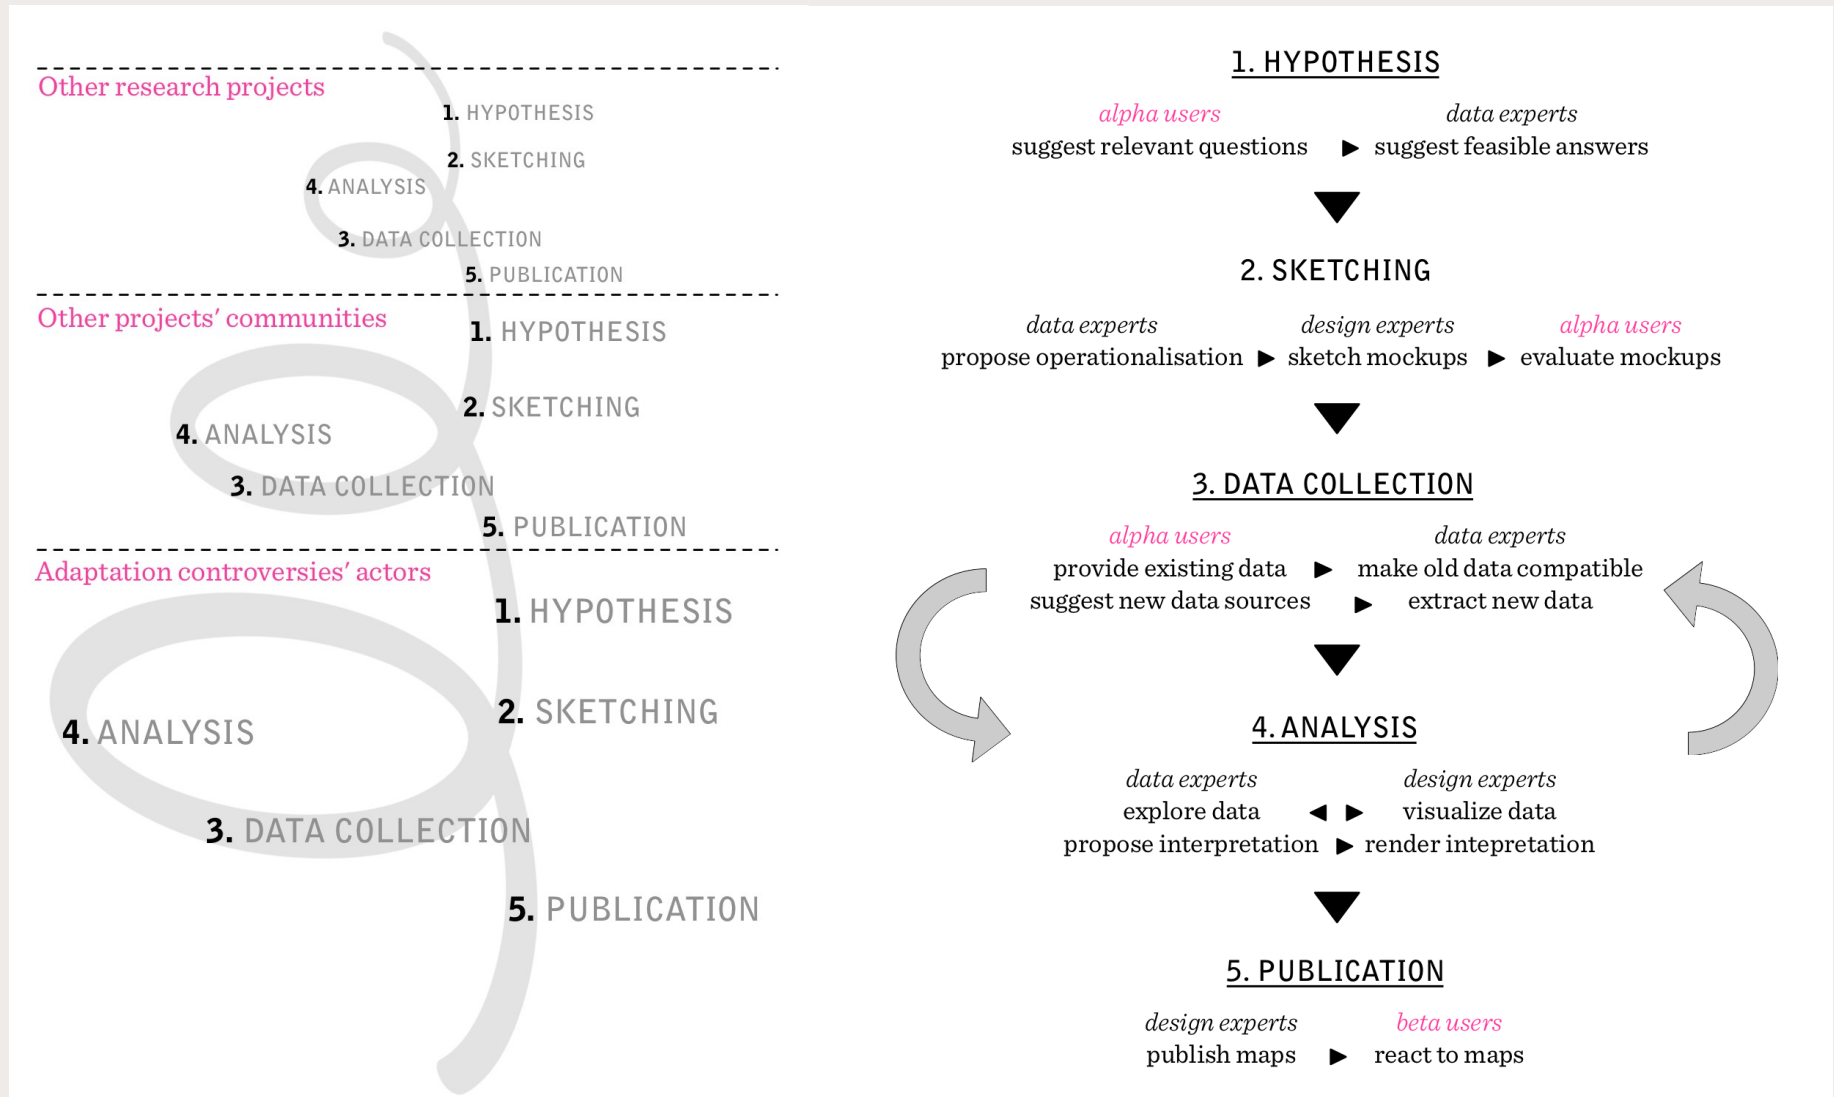 Other research projects
1. HYPOTHESIS
2. SKETCHING
4. ANALYSIS
3. DATA COLLECTION
5. PUBLICATION
Other projects' communities
1. HYPOTHESIS
2. SKETCHING
4. ANALYSIS
3. DATA COLLECTION
5. PUBLICATION
Adaptation controversies' actors
1. HYPOTHESIS
2. SKETCHING
4. ANALYSIS
3. DATA COLLECTION
5. PUBLICATION
1. HYPOTHESIS
alpha users data experts
suggest relevant questions ▶ suggest feasible answers
2. SKETCHING
data experts design experts alpha users
propose operationalisation ▶ sketch mockups ▶ evaluate mockups
3. DATA COLLECTION
alpha users data experts
provide existing data ▶ make old data compatible
suggest new data sources ▶ extract new data
4. ANALYSIS
data experts design experts
explore data ◀ ▶ visualize data
propose interpretation ▶ render intepretation
5. PUBLICATION
design experts beta users
publish maps ▶ react to maps